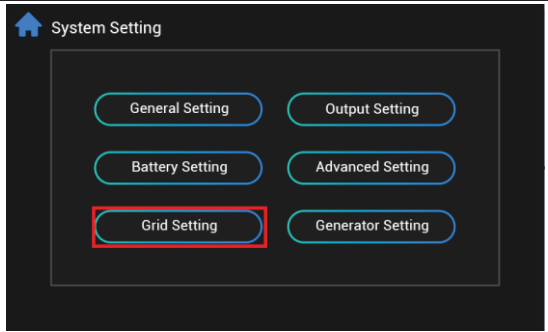 System Setting
General Setting
Output Setting
Battery Setting
Advanced Setting
Grid Setting
Generator Setting